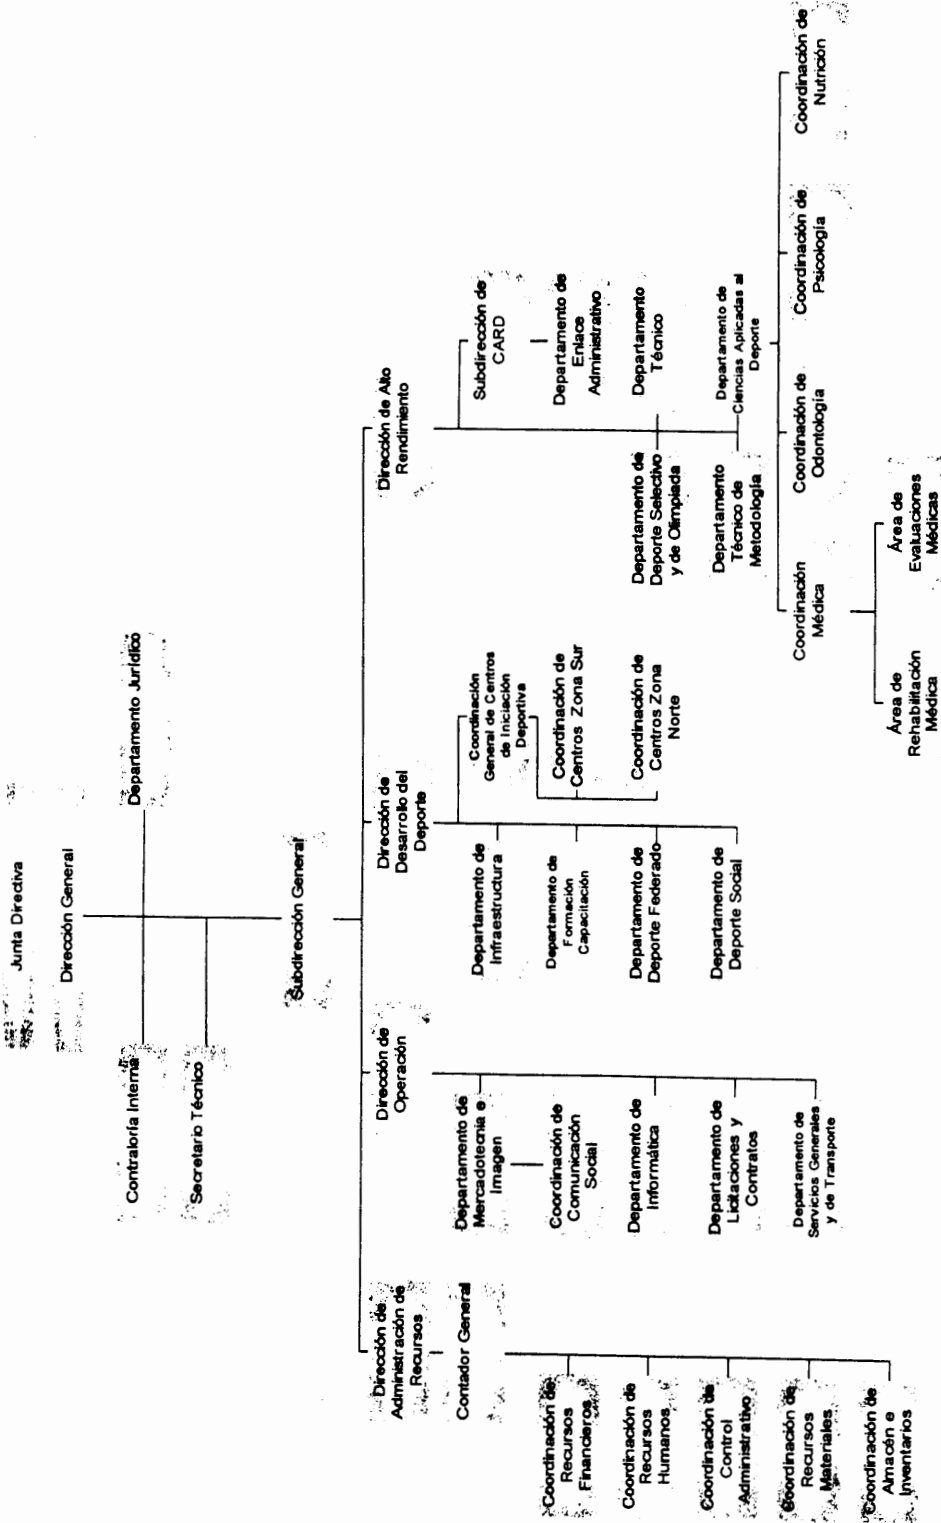 Junta Directiva
Dirección General
Contraloría Interna
Departamento Jurídico
Secretario Técnico
Subdirección General
Dirección de
Administración de
Recursos
Dirección de
Operación
Dirección de
Desarrollo del
Deporte
Dirección de Alto
Rendimiento
Contador General
Coordinación de
Recursos
Financieros
Coordinación de
Recursos
Humanos
Coordinación de
Control
Administrativo
Coordinación de
Recursos
Materiales
Coordinación de
Almacén e
Inventarios
Departamento de
Mercadotecnia e
Imagen
Coordinación de
Comunicación
Social
Departamento de
Informática
Departamento de
Licitaciones y
Contratos
Departamento de
Servicios Generales
y de Transporte
Departamento de
Infraestructura
Departamento de
Formación
Capacitación
Departamento de
Deporte Federado
Departamento de
Deporte Social
Coordinación
General de Centros
de Iniciación
Deportiva
Coordinación de
Centros Zona Sur
Coordinación de
Centros Zona
Norte
Subdirección de
CARD
Departamento de
Enlace
Administrativo
Departamento de
Deporte Selectivo
y de Olimpiada
Departamento
Técnico
Departamento
Técnico de
Metodología
Departamento de
Ciencias Aplicadas al
Deporte
Coordinación
Médica
Coordinación de
Odontología
Coordinación de
Psicología
Coordinación de
Nutrición
Área de
Rehabilitación
Médica
Área de
Evaluaciones
Médicas